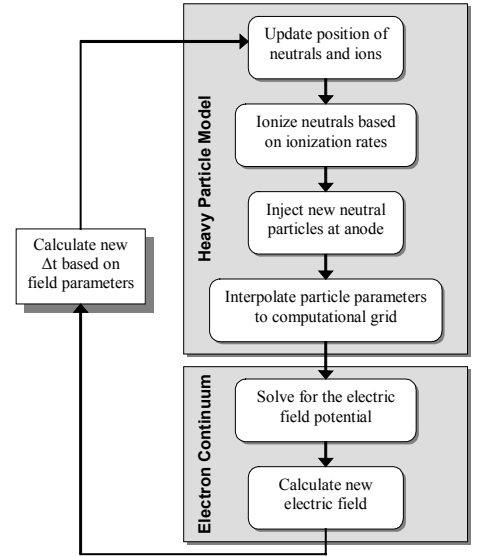 Heavy Particle Model
Update position of
neutrals and ions
Ionize neutrals based
on ionization rates
Inject new neutral
particles at anode
Interpolate particle parameters
to computational grid
Electron Continuum
Solve for the electric
field potential
Calculate new
electric field
Calculate new
Δt based on
field parameters